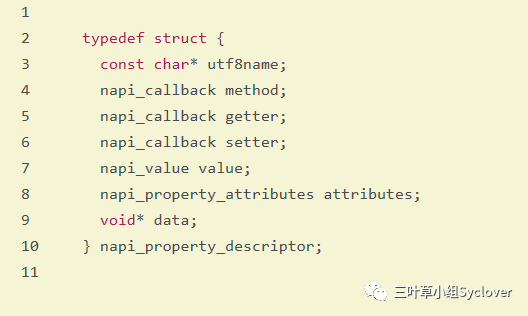 1
2 typedef struct {
3 const char* utf8name;
4 napi_callback method;
5 napi_callback getter;
6 napi_callback setter;
7 napi_value value;
8 napi_property_attributes attributes;
9 void* data;
10 } napi_property_descriptor;
11
三叶草小组Syclover